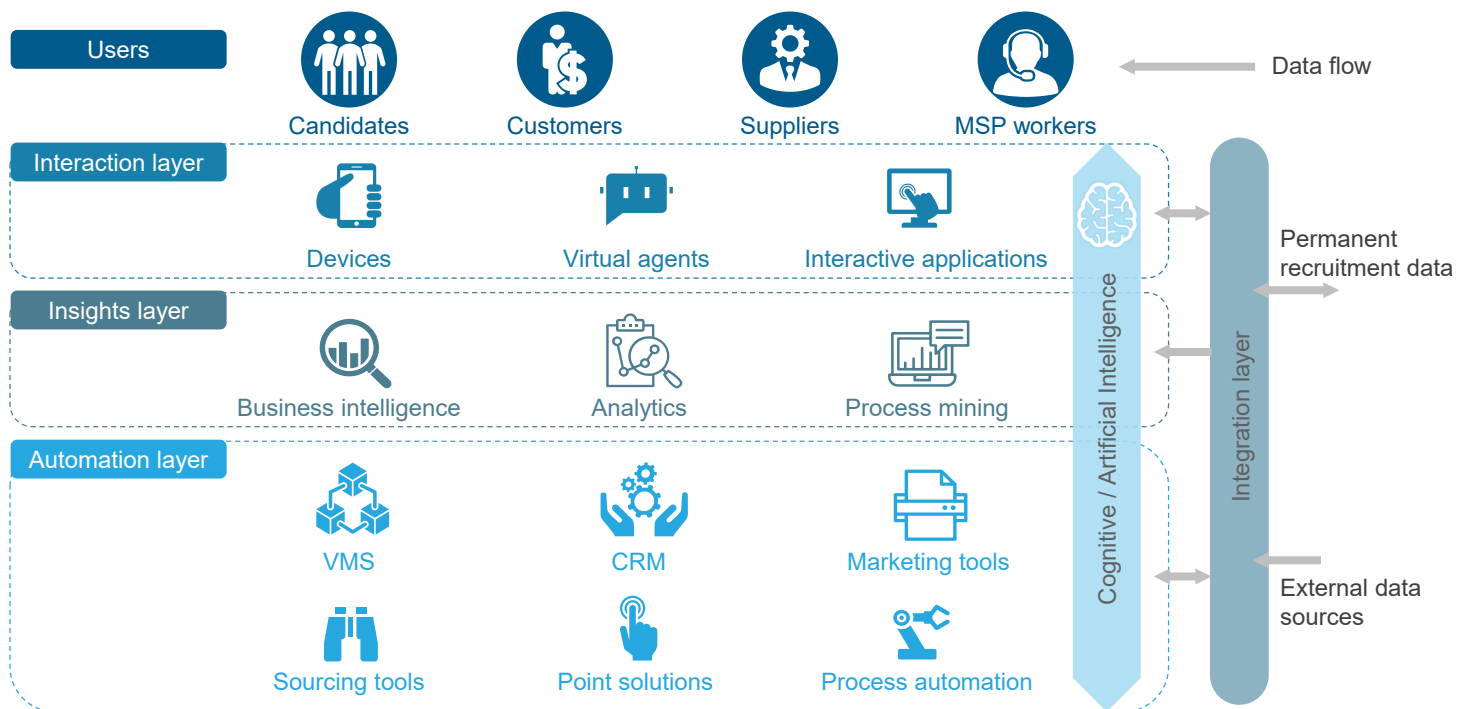 Users
Candidates
Customers
Suppliers
MSP workers
Data flow
Interaction layer
Devices
Virtual agents
Interactive applications
Insights layer
Business intelligence
Analytics
Process mining
Automation layer
VMS
CRM
Marketing tools
Sourcing tools
Point solutions
Process automation
Cognitive / Artificial Intelligence
Integration layer
Permanent
recruitment data
External data
sources